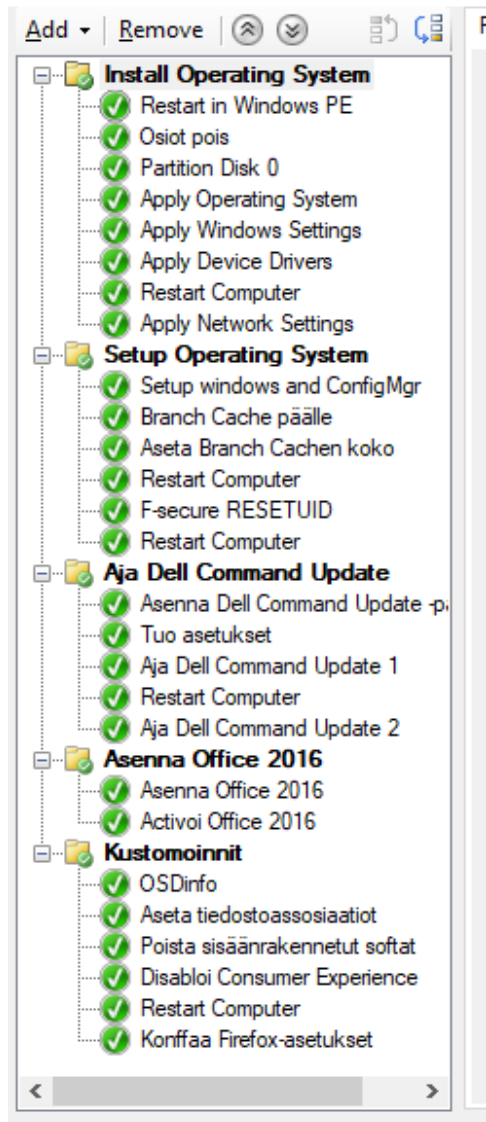 Add Remove
Install Operating System
Restart in Windows PE
Osiot pois
Partition Disk 0
Apply Operating System
Apply Windows Settings
Apply Device Drivers
Restart Computer
Apply Network Settings
Setup Operating System
Setup windows and ConfigMgr
Branch Cache päälle
Aseta Branch Cachen koko
Restart Computer
F-secure RESETUID
Restart Computer
Aja Dell Command Update
Asenna Dell Command Update
Tuo asetukset
Aja Dell Command Update 1
Restart Computer
Aja Dell Command Update 2
Asenna Office 2016
Asenna Office 2016
Activoi Office 2016
Kustomoinnit
OSDinfo
Aseta tiedostoassosiaatiot
Poista sisäänrakennetut softat
Disabloi Consumer Experience
Restart Computer
Konffaa Firefox-asetukset